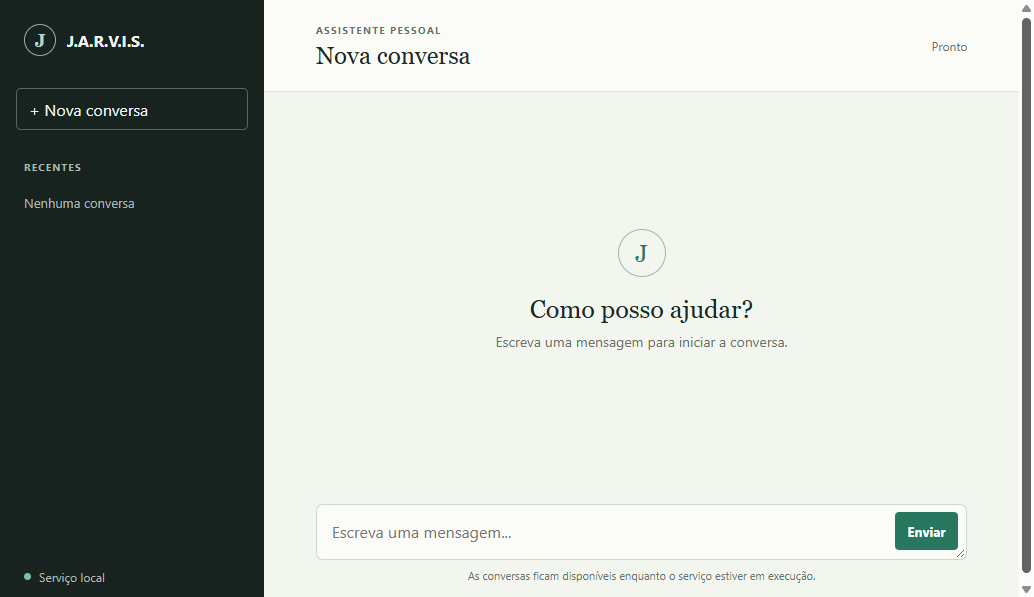 J
J.A.R.V.I.S.
+ Nova conversa
RECENTES
Nenhuma conversa
Serviço local
ASSISTENTE PESSOAL
Nova conversa
Pronto
J
Como posso ajudar?
Escreva uma mensagem para iniciar a conversa.
Escreva uma mensagem...
Enviar
As conversas ficam disponíveis enquanto o serviço estiver em execução.